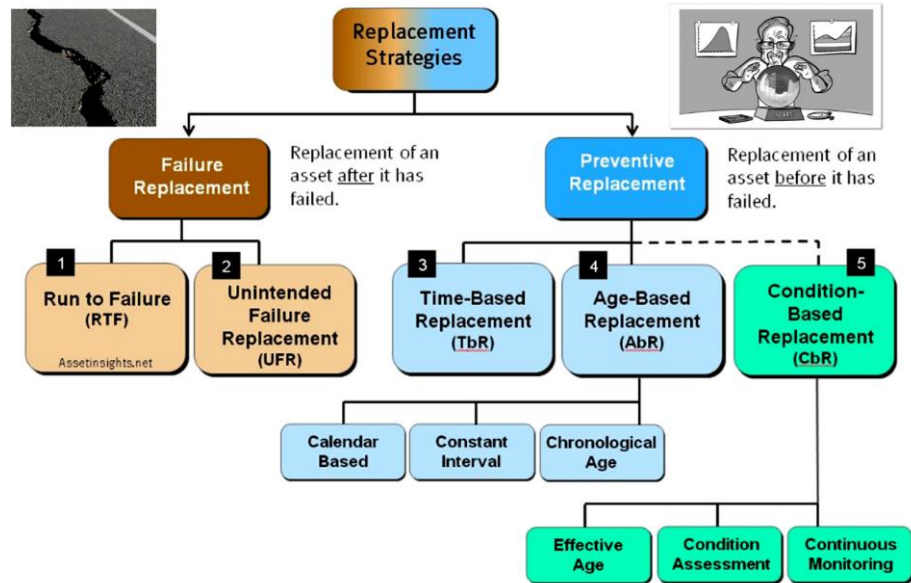 Replacement
Strategies
Failure
Replacement
Replacement of an
asset after it has
failed.
Preventive
Replacement
Replacement of an
asset before it has
failed.
1
Run to Failure
(RTF)
Assetinsights.net
2
Unintended
Failure
Replacement
(UFR)
3
Time-Based
Replacement
(TbR)
4
Age-Based
Replacement
(AbR)
5
Condition-
Based
Replacement
(CbR)
Calendar
Based
Constant
Interval
Chronological
Age
Effective
Age
Condition
Assessment
Continuous
Monitoring